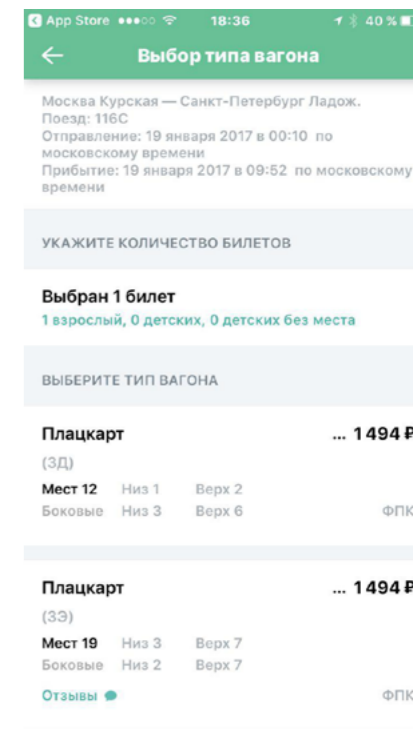 App Store 18:36 40 %
Выбор типа вагона
Москва Курская — Санкт-Петербург Ладож.
Поезд: 116С
Отправление: 19 января 2017 в 00:10 по
московскому времени
Прибытие: 19 января 2017 в 09:52 по московскому
времени
УКАЖИТЕ КОЛИЧЕСТВО БИЛЕТОВ
Выбран 1 билет
1 взрослый, 0 детских, 0 детских без места
ВЫБЕРИТЕ ТИП ВАГОНА
Плацкарт ... 1 494 ₽
(3Д)
Мест 12 Низ 1 Верх 2
Боковые Низ 3 Верх 6 ФПК
Плацкарт ... 1 494 ₽
(3Э)
Мест 19 Низ 3 Верх 7
Боковые Низ 2 Верх 7
Отзывы ФПК